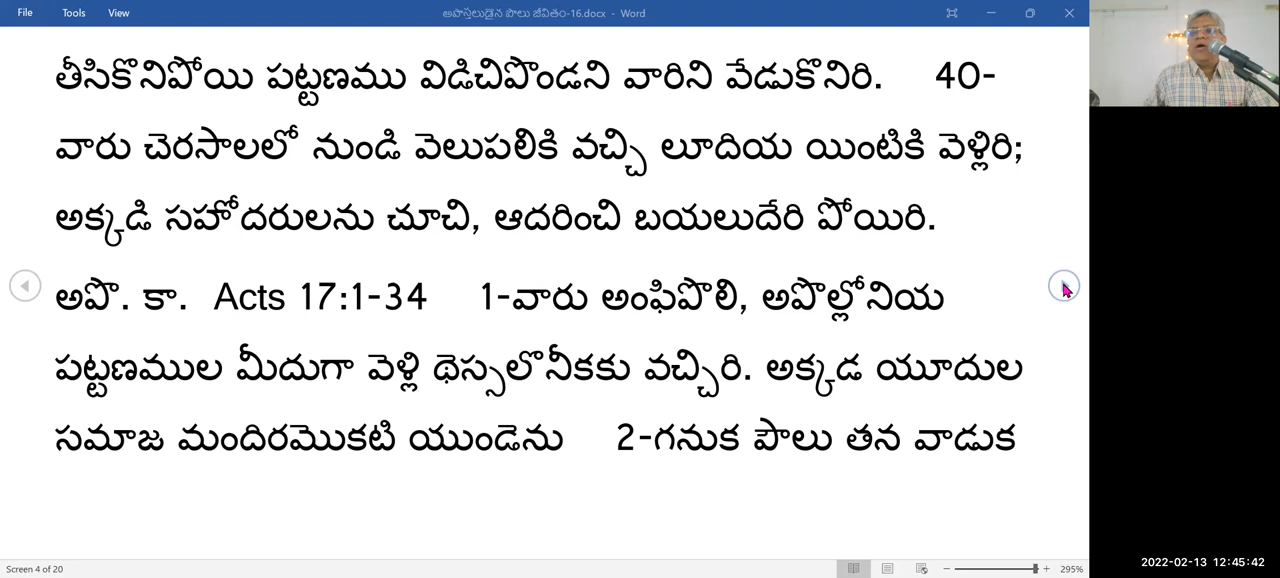 File Tools View అపొస్తలుడైన పౌలు జీవితం-16.docx - Word
తీసికొనిపోయి పట్టణము విడిచిపొండని వారిని వేడుకొనిరి. 40-
వారు చెరసాలలో నుండి వెలుపలికి వచ్చి లూదియ యింటికి వెళ్లిరి;
అక్కడి సహోదరులను చూచి, ఆదరించి బయలుదేరి పోయిరి.
అపొ. కా. Acts 17:1-34 1-వారు అంఫిపొలి, అపొల్లోనియ
పట్టణముల మీదుగా వెళ్లి థెస్సలొనీకకు వచ్చిరి. అక్కడ యూదుల
సమాజ మందిరమొకటి యుండెను 2-గనుక పౌలు తన వాడుక
Screen 4 of 20 295%
2022-02-13 12:45:42